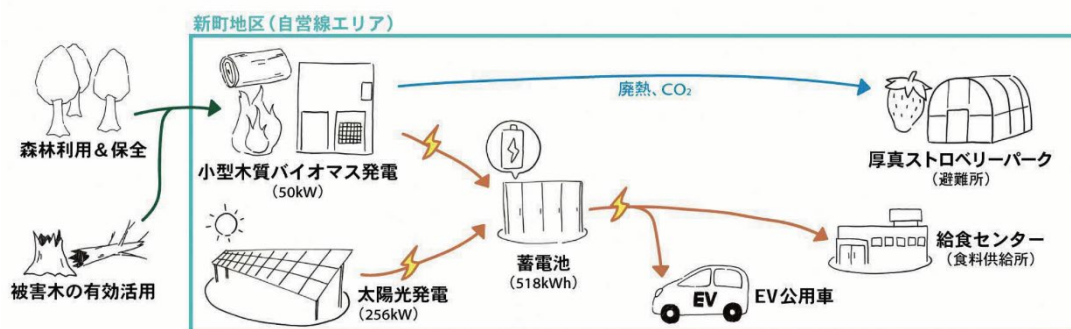 新町地区(自営線エリア)
森林利用&保全
被害木の有効活用
小型木質バイオマス発電
(50kW)
太陽光発電
(256kW)
廃熱、CO₂
蓄電池
(518kWh)
EV
EV公用車
厚真ストロベリーパーク
(避難所)
給食センター
(食料供給所)